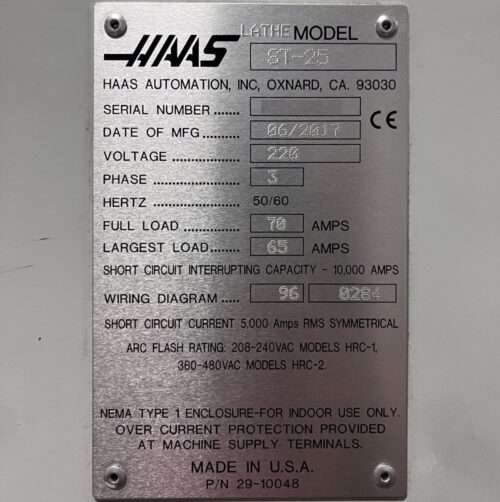 LATHE MODEL
HAAS ST-25
HAAS AUTOMATION, INC, OXNARD, CA. 93030
SERIAL NUMBER .......
DATE OF MFG ....... 06/2017 CE
VOLTAGE ............... 220
PHASE ................... 3
HERTZ .................... 50/60
FULL LOAD ............ 70 AMPS
LARGEST LOAD ..... 65 AMPS
SHORT CIRCUIT INTERRUPTING CAPACITY - 10,000 AMPS
WIRING DIAGRAM ..... 96 0284
SHORT CIRCUIT CURRENT 5,000 Amps RMS SYMMETRICAL
ARC FLASH RATING: 208-240VAC MODELS HRC-1,
380-480VAC MODELS HRC-2.
NEMA TYPE 1 ENCLOSURE-FOR INDOOR USE ONLY.
OVER CURRENT PROTECTION PROVIDED
AT MACHINE SUPPLY TERMINALS.
MADE IN U.S.A.
P/N 29-10048